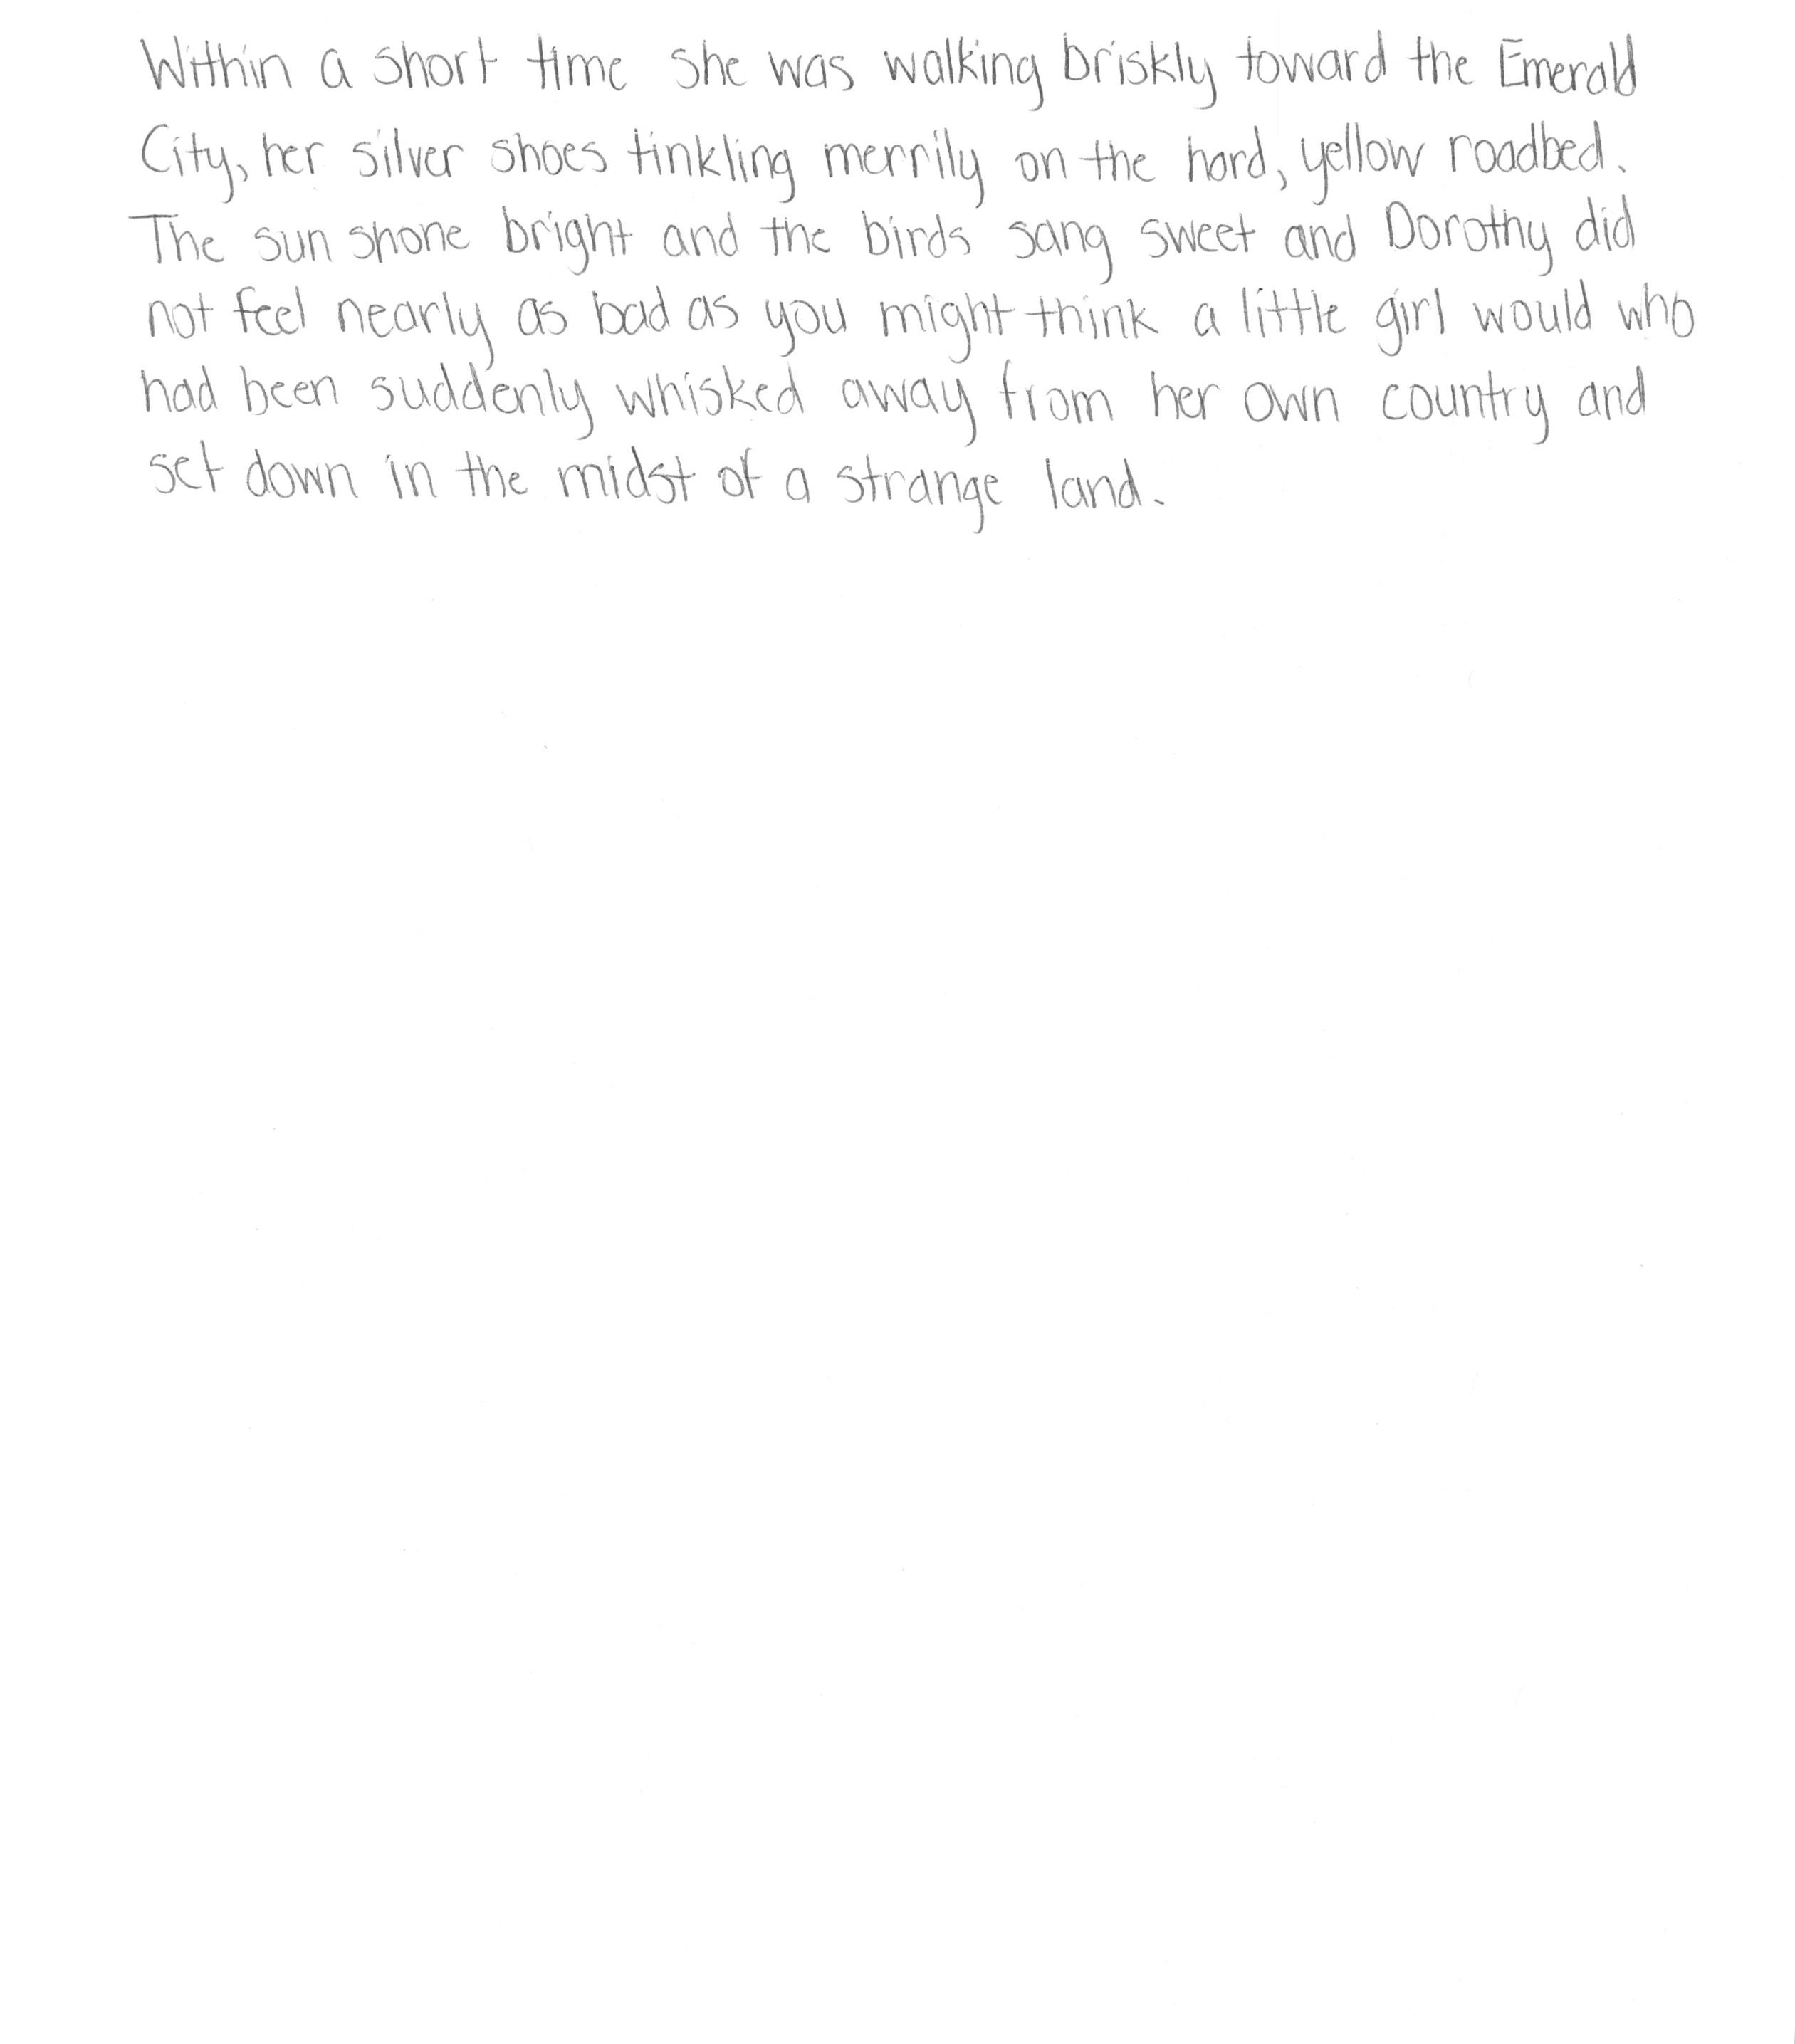 Within a short time she was walking briskly toward the Emerald
City, her silver shoes tinkling merrily on the hard, yellow roadbed.
The sun shone bright and the birds sang sweet and Dorothy did
not feel nearly as bad as you might think a little girl would who
had been suddenly whisked away from her own country and
set down in the midst of a strange land.